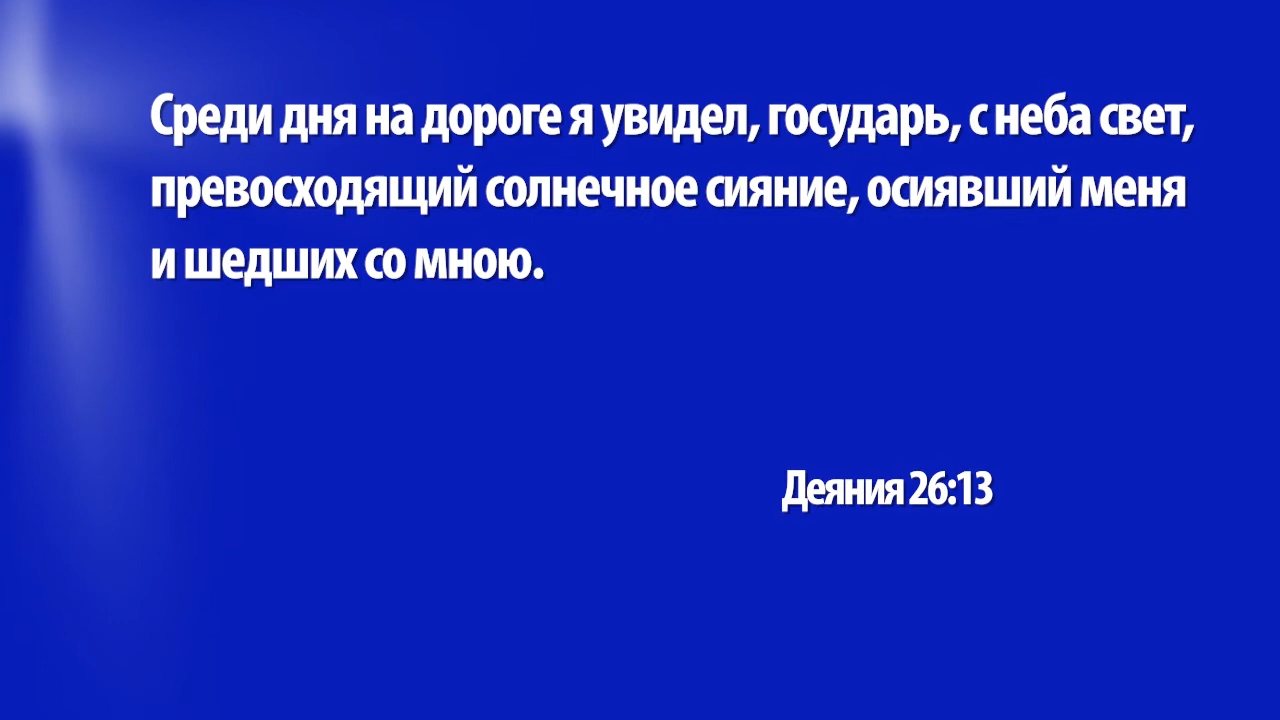 Среди дня на дороге я увидел, государь, с неба свет,
превосходящий солнечное сияние, осиявший меня
и шедших со мною.
Деяния 26:13